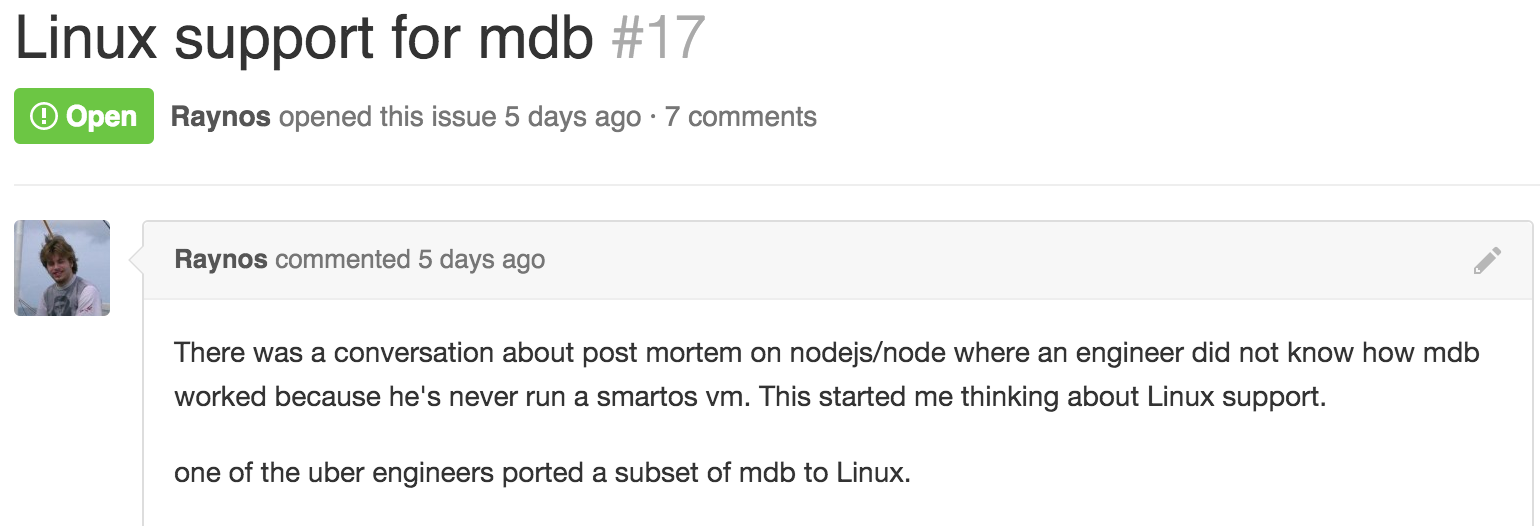 Linux support for mdb #17
Open Raynos opened this issue 5 days ago · 7 comments
Raynos commented 5 days ago
There was a conversation about post mortem on nodejs/node where an engineer did not know how mdb
worked because he's never run a smartos vm. This started me thinking about Linux support.
one of the uber engineers ported a subset of mdb to Linux.